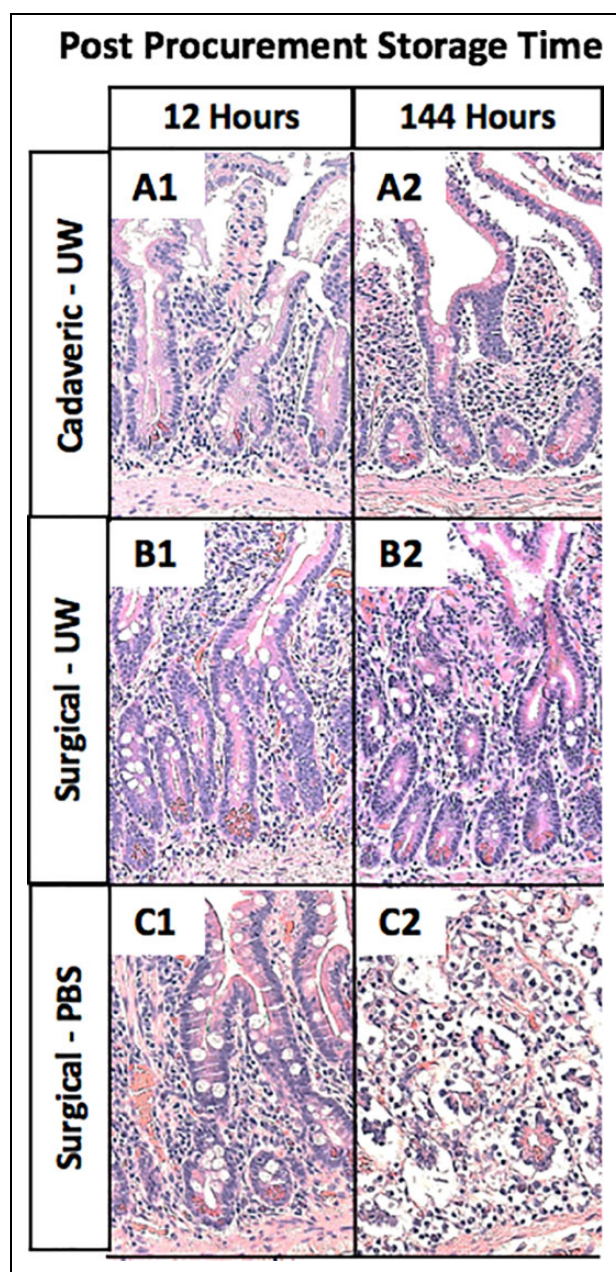 Post Procurement Storage Time
12 Hours
144 Hours
Cadaveric - UW
A1
A2
Surgical - UW
B1
B2
Surgical - PBS
C1
C2